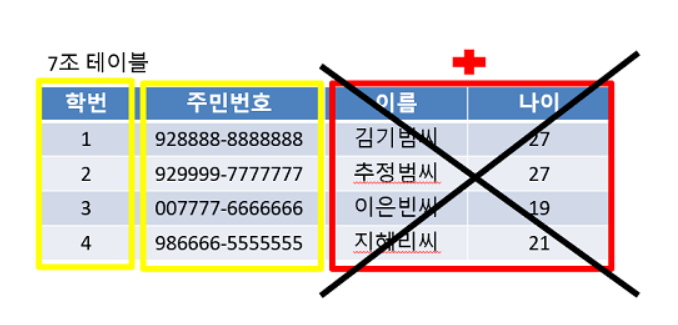 7조 테이블
학번 주민번호 이름 나이
1 928888-8888888 김기범씨 27
2 929999-7777777 추정범씨 27
3 007777-6666666 이은빈씨 19
4 986666-5555555 지혜리씨 21